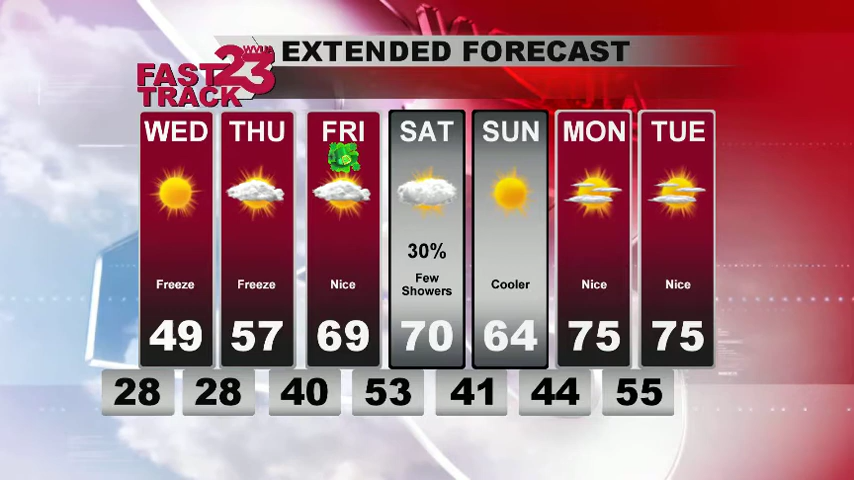 WVUA
23
EXTENDED FORECAST
FAST
TRACK
WED THU FRI SAT SUN MON TUE
30%
Freeze Freeze Nice Few Showers Cooler Nice Nice
49 57 69 70 64 75 75
28 28 40 53 41 44 55